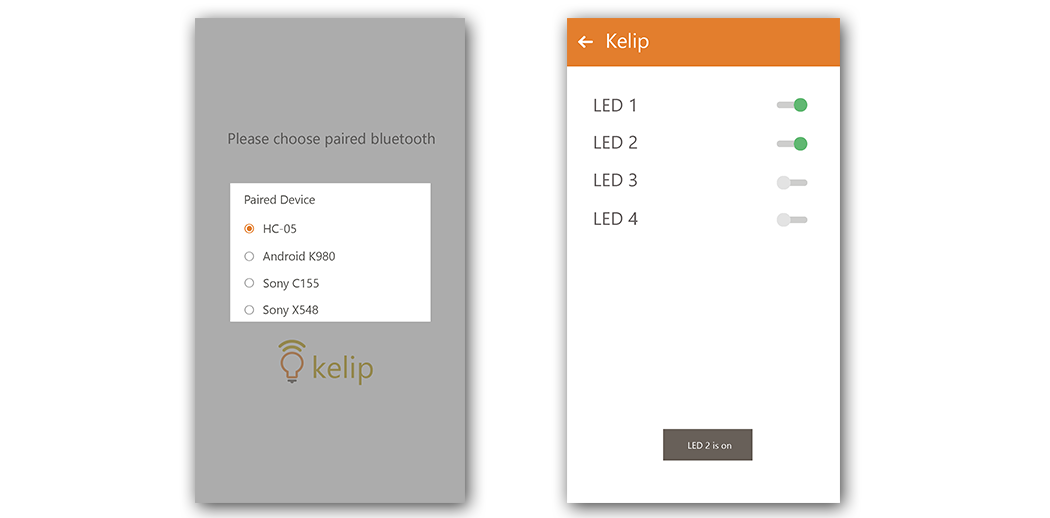 Please choose paired bluetooth
Paired Device
HC-05
Android K980
Sony C155
Sony X548
kelip
Kelip
LED 1
LED 2
LED 3
LED 4
LED 2 is on